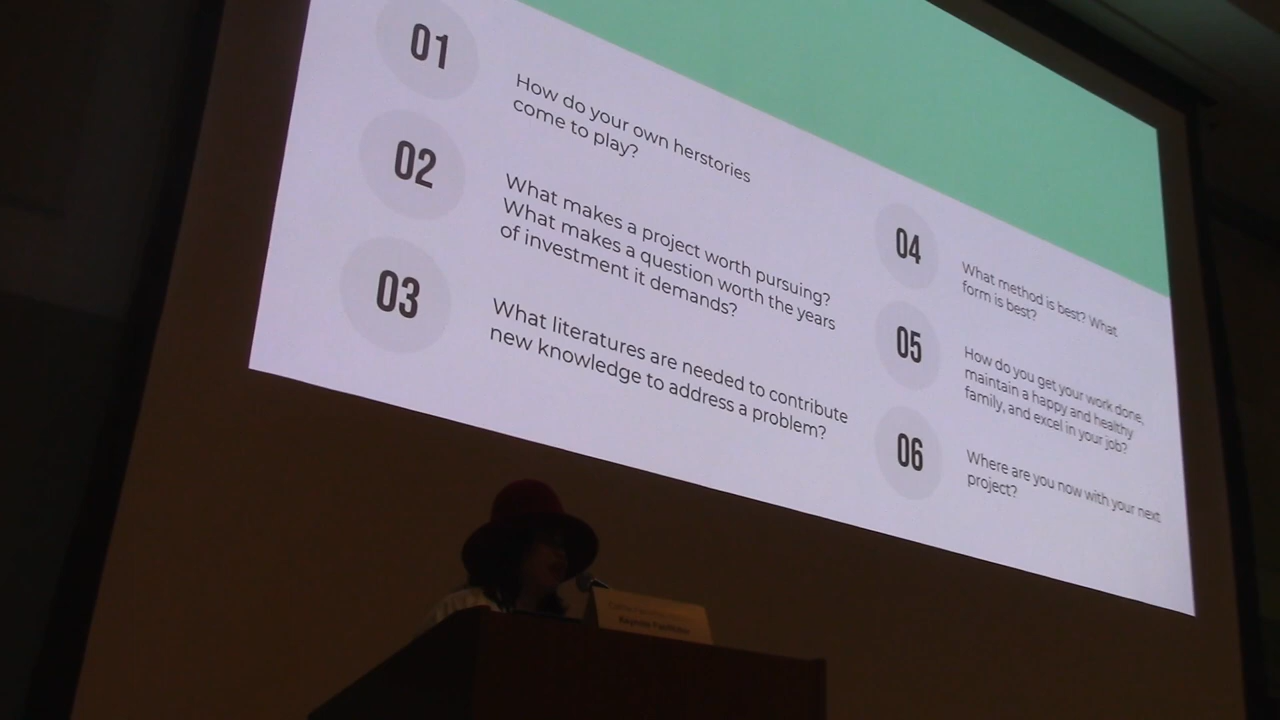 01
How do your own herstories
come to play?
02
What makes a project worth pursuing?
What makes a question worth the years
of investment it demands?
03
What literatures are needed to contribute
new knowledge to address a problem?
04
What method is best? What
form is best?
05
How do you get your work done,
maintain a happy and healthy
family, and excel in your job?
06
Where are you now with your next
project?
Keynote